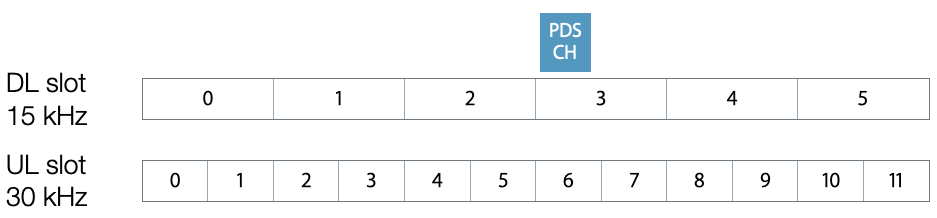 PDS
CH
DL slot
15 kHz
0 1 2 3 4 5
UL slot
30 kHz
0 1 2 3 4 5 6 7 8 9 10 11